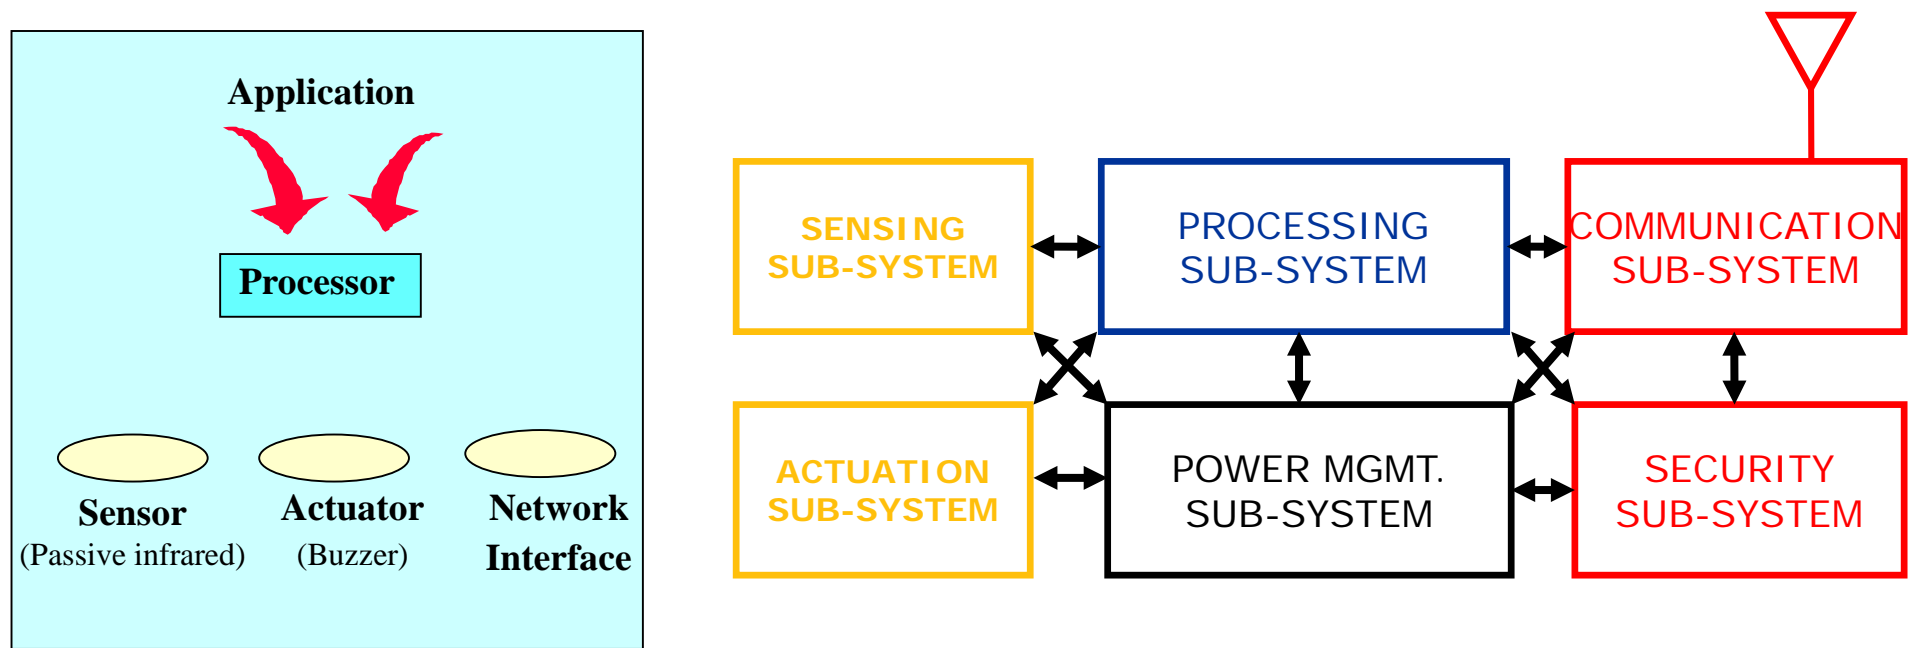 Application
Processor
Sensor
(Passive infrared)
Actuator
(Buzzer)
Network
Interface
SENSING
SUB-SYSTEM
PROCESSING
SUB-SYSTEM
COMMUNICATION
SUB-SYSTEM
ACTUATION
SUB-SYSTEM
POWER MGMT.
SUB-SYSTEM
SECURITY
SUB-SYSTEM